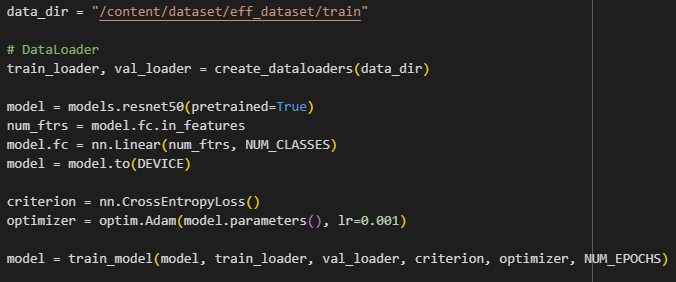 data_dir = "/content/dataset/eff_dataset/train"
# DataLoader
train_loader, val_loader = create_dataloaders(data_dir)
model = models.resnet50(pretrained=True)
num_ftrs = model.fc.in_features
model.fc = nn.Linear(num_ftrs, NUM_CLASSES)
model = model.to(DEVICE)
criterion = nn.CrossEntropyLoss()
optimizer = optim.Adam(model.parameters(), lr=0.001)
model = train_model(model, train_loader, val_loader, criterion, optimizer, NUM_EPOCHS)